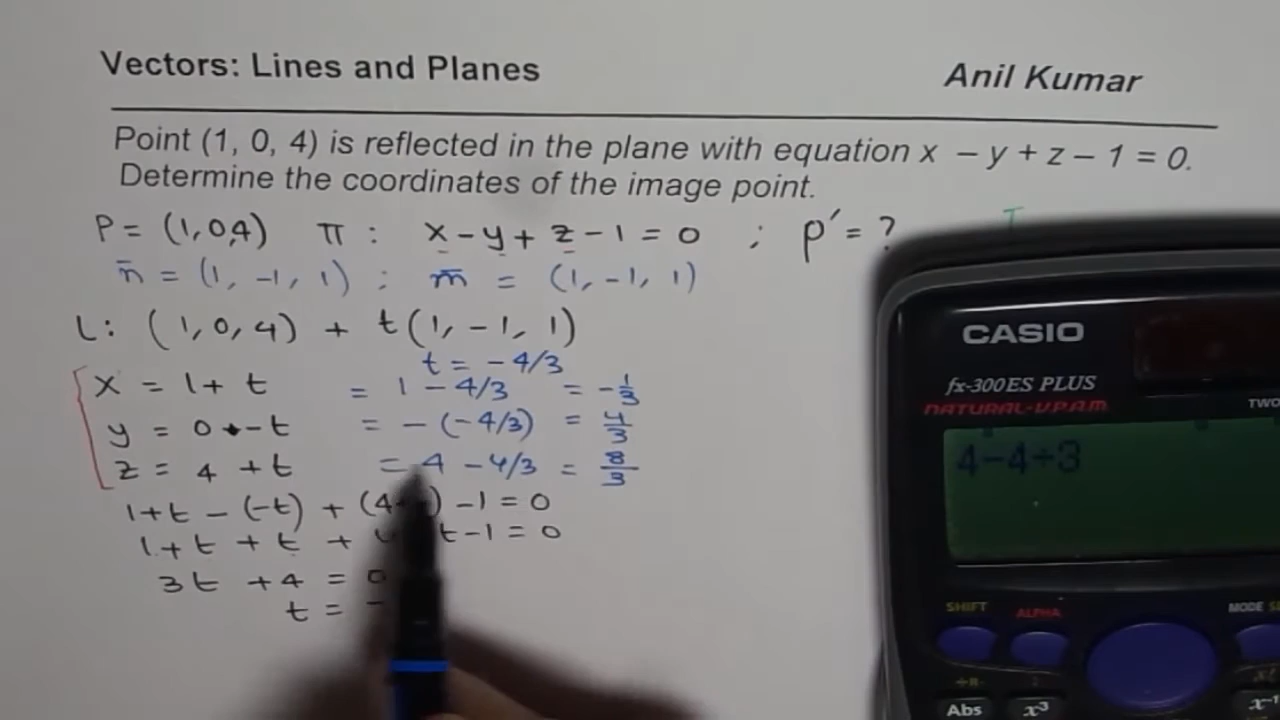 Vectors: Lines and Planes
Anil Kumar
Point (1, 0, 4) is reflected in the plane with equation x − y + z − 1 = 0.
Determine the coordinates of the image point.
P = (1,0,4) π : x − y + z − 1 = 0 ; P′ = ?
n̄ = (1, −1, 1) ; m̄ = (1, −1, 1)
L: (1, 0, 4) + t(1, −1, 1)
t = −4/3
x = 1 + t = 1 − 4/3 = −1/3
y = 0 − t = −(−4/3) = 4/3
z = 4 + t = 4 − 4/3 = 8/3
1+t − (−t) + (4 ) − 1 = 0
1 + t + t + t − 1 = 0
3t + 4 = 0
t = −
CASIO
fx-300ES PLUS
NATURAL-V.P.A.M.
TWO
4−4÷3
SHIFT
ALPHA
MODE
Abs
x³
x⁻¹